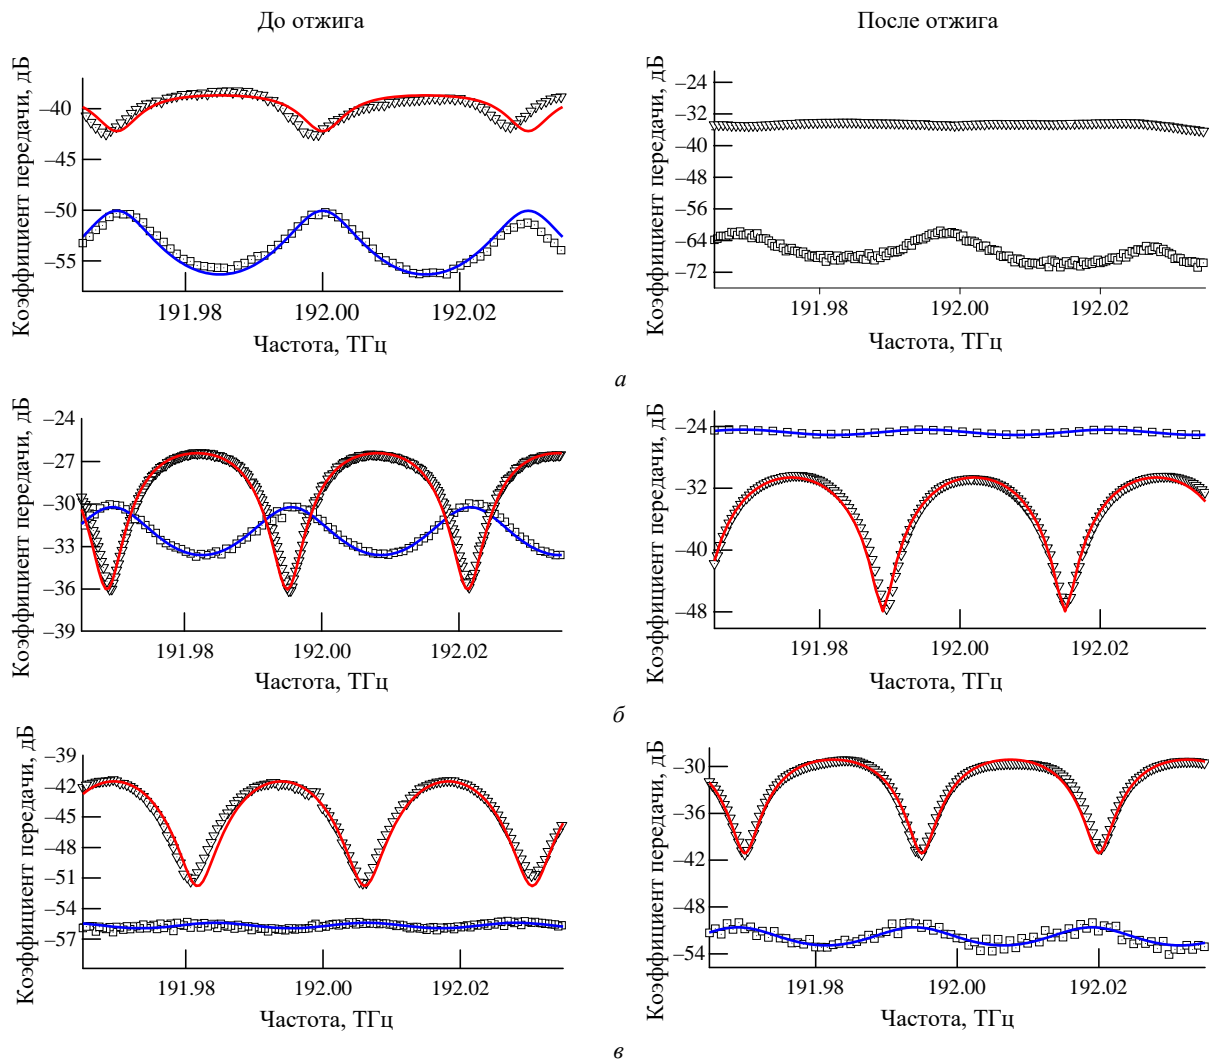 До отжига
После отжига
Коэффициент передачи, дБ
–40
–45
–50
–55
191.98 192.00 192.02
Частота, ТГц
Коэффициент передачи, дБ
–24
–32
–40
–48
–56
–64
–72
191.98 192.00 192.02
Частота, ТГц
а
Коэффициент передачи, дБ
–24
–27
–30
–33
–36
–39
191.98 192.00 192.02
Частота, ТГц
Коэффициент передачи, дБ
–24
–32
–40
–48
191.98 192.00 192.02
Частота, ТГц
б
Коэффициент передачи, дБ
–39
–42
–45
–48
–51
–54
–57
191.98 192.00 192.02
Частота, ТГц
Коэффициент передачи, дБ
–30
–36
–42
–48
–54
191.98 192.00 192.02
Частота, ТГц
в